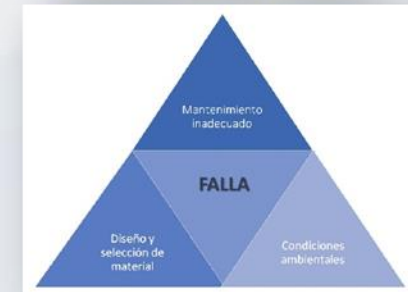 Mantenimiento
inadecuado
FALLA
Diseño y
selección de
material
Condiciones
ambientales